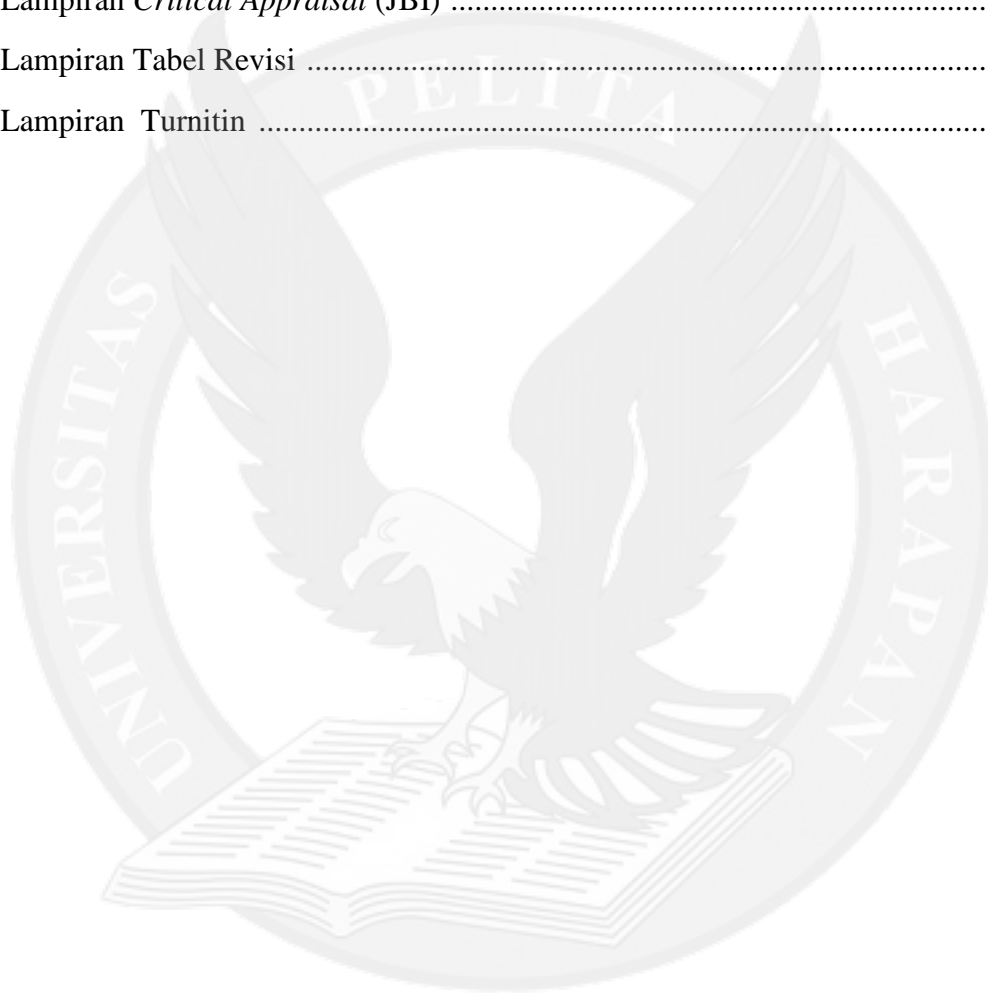 Lampiran Critical Appraisal (JBI) ..................................................................
Lampiran Tabel Revisi .....................................................................................
Lampiran Turnitin ...........................................................................................
UNIVERSITAS PELITA HARAPAN